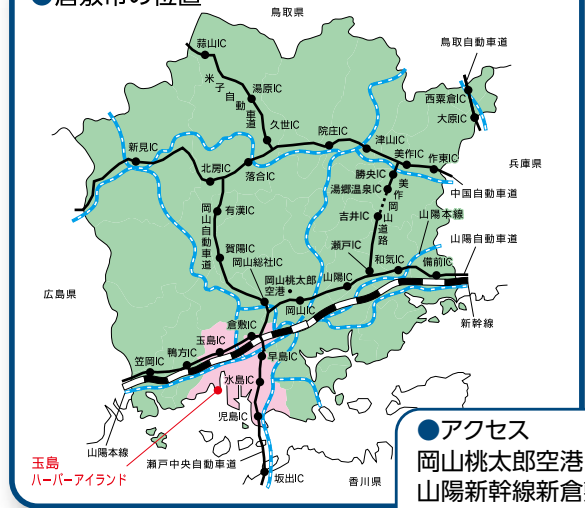 ●倉敷市の位置
鳥取県
蒜山IC
鳥取自動車道
米子自動車道
湯原IC
西粟倉IC
大原IC
久世IC
院庄IC
津山IC
新見IC
美作IC
作東IC
兵庫県
北房IC
落合IC
勝央IC
湯郷温泉IC
中国自動車道
美作岡山道路
有漢IC
吉井IC
山陽本線
岡山自動車道
瀬戸IC
山陽自動車道
賀陽IC
和気IC
備前IC
岡山総社IC
岡山桃太郎
空港
山陽IC
広島県
岡山IC
新幹線
倉敷IC
玉島IC
鴨方IC
早島IC
笠岡IC
水島IC
児島IC
山陽本線
玉島
ハーバーアイランド
瀬戸中央自動車道
坂出IC
香川県
●アクセス
岡山桃太郎空港
山陽新幹線新倉